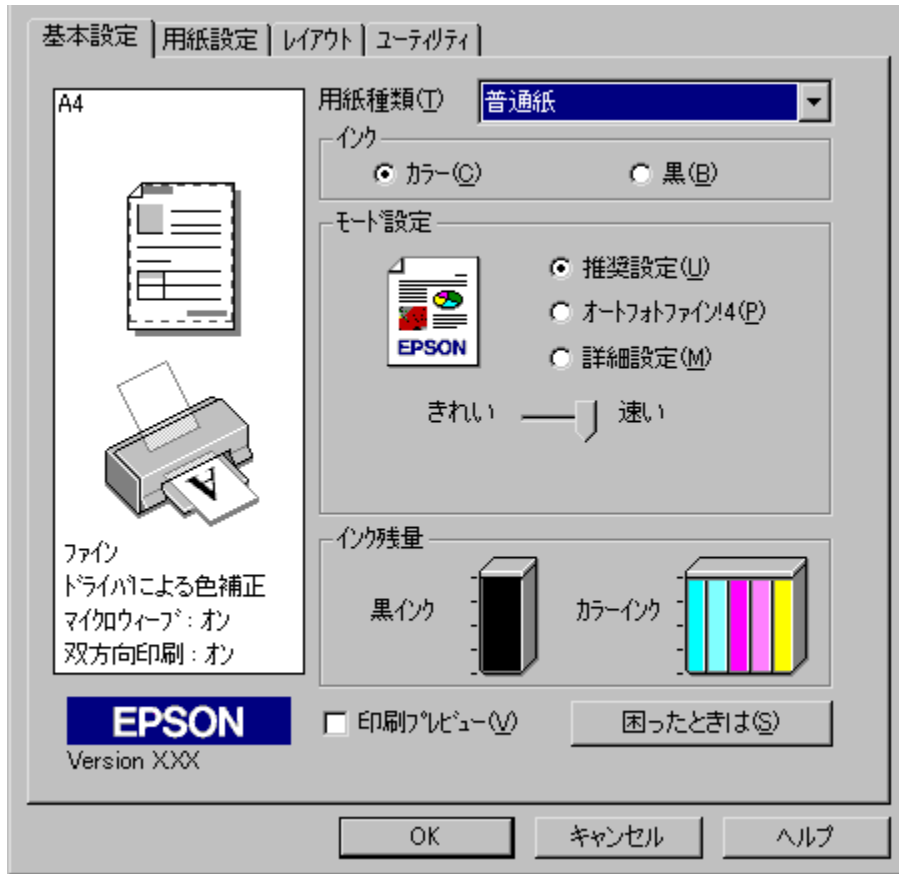 基本設定
用紙設定
レイアウト
ユーティリティ
A4
用紙種類(T)
普通紙
インク
カラー(C)
黒(B)
モード設定
推奨設定(U)
オートフォトファイン!4(P)
詳細設定(M)
EPSON
きれい
速い
A
ファイン
ドライバによる色補正
マイクロウィーブ:オン
双方向印刷:オン
インク残量
黒インク
カラーインク
EPSON
Version XXX
印刷プレビュー(V)
困ったときは(S)
OK
キャンセル
ヘルプ